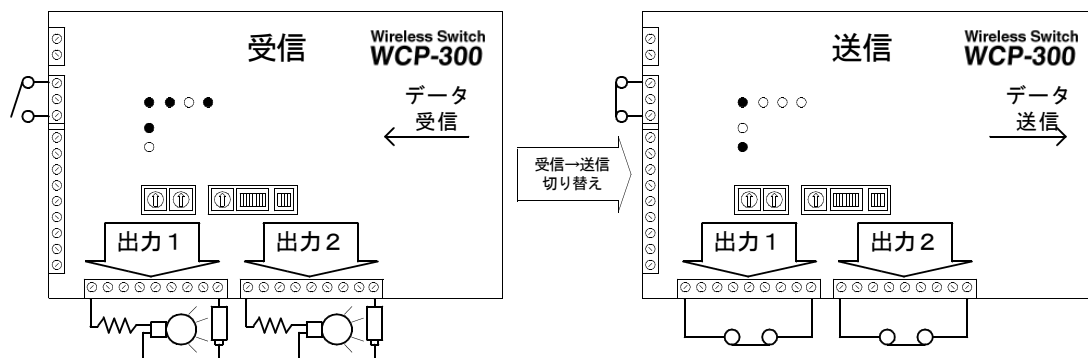 受信
Wireless Switch
WCP-300
データ
受信
出力1
出力2
受信→送信
切り替え
送信
Wireless Switch
WCP-300
データ
送信
出力1
出力2